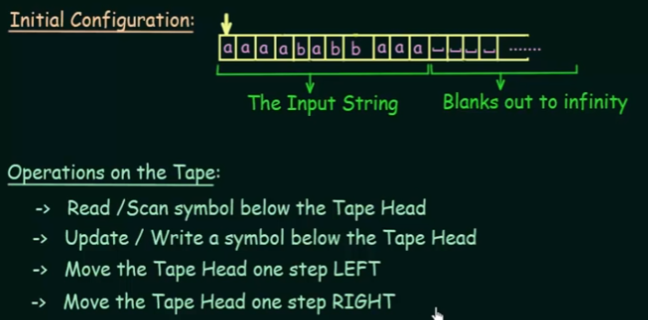 Initial Configuration:
a a a a b a b b a a a ⎵ ⎵ ⎵ ⎵ .......
The Input String
Blanks out to infinity
Operations on the Tape:
-> Read /Scan symbol below the Tape Head
-> Update / Write a symbol below the Tape Head
-> Move the Tape Head one step LEFT
-> Move the Tape Head one step RIGHT